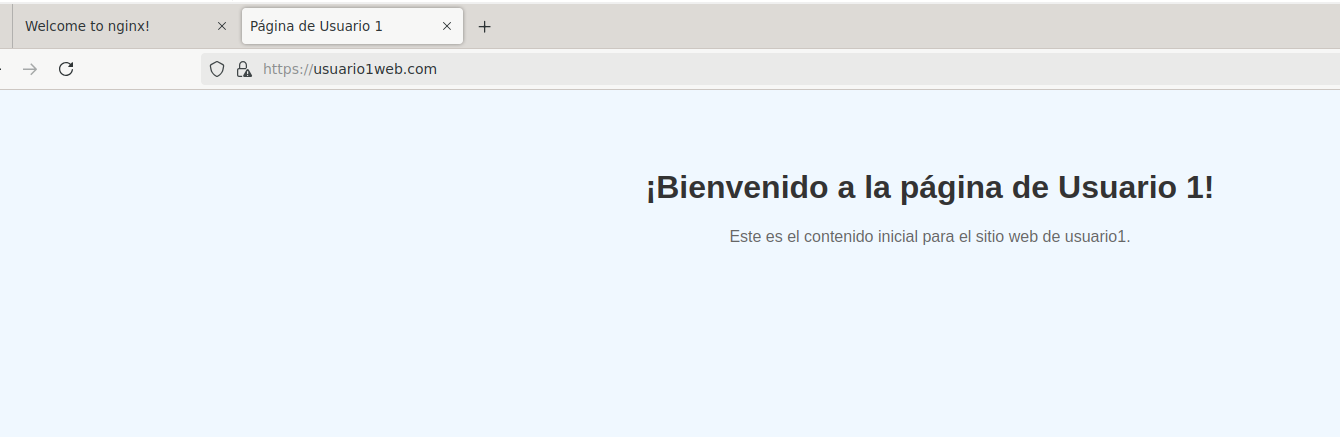 Welcome to nginx!
Página de Usuario 1
https://usuario1web.com
¡Bienvenido a la página de Usuario 1!
Este es el contenido inicial para el sitio web de usuario1.